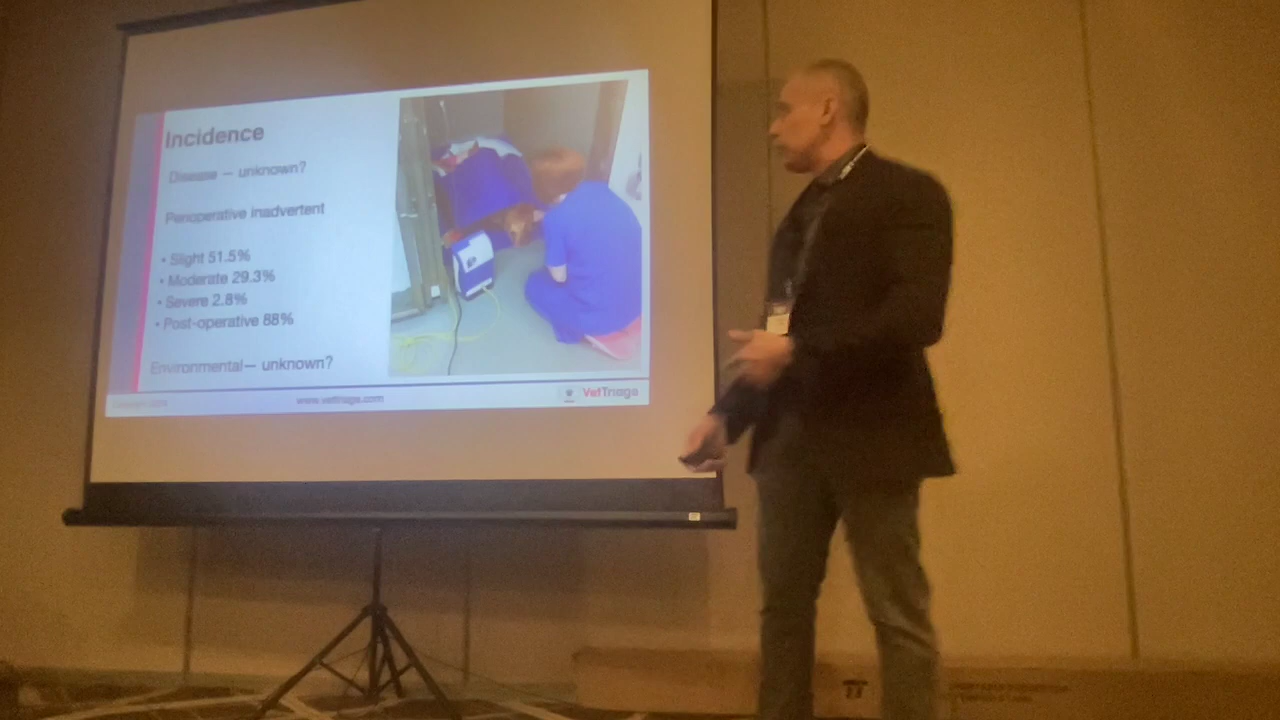 Incidence
Disease – unknown?
Perioperative inadvertent
• Slight 51.5%
• Moderate 29.3%
• Severe 2.8%
• Post-operative 88%
Environmental– unknown?
www.vettriage.com
VetTriage